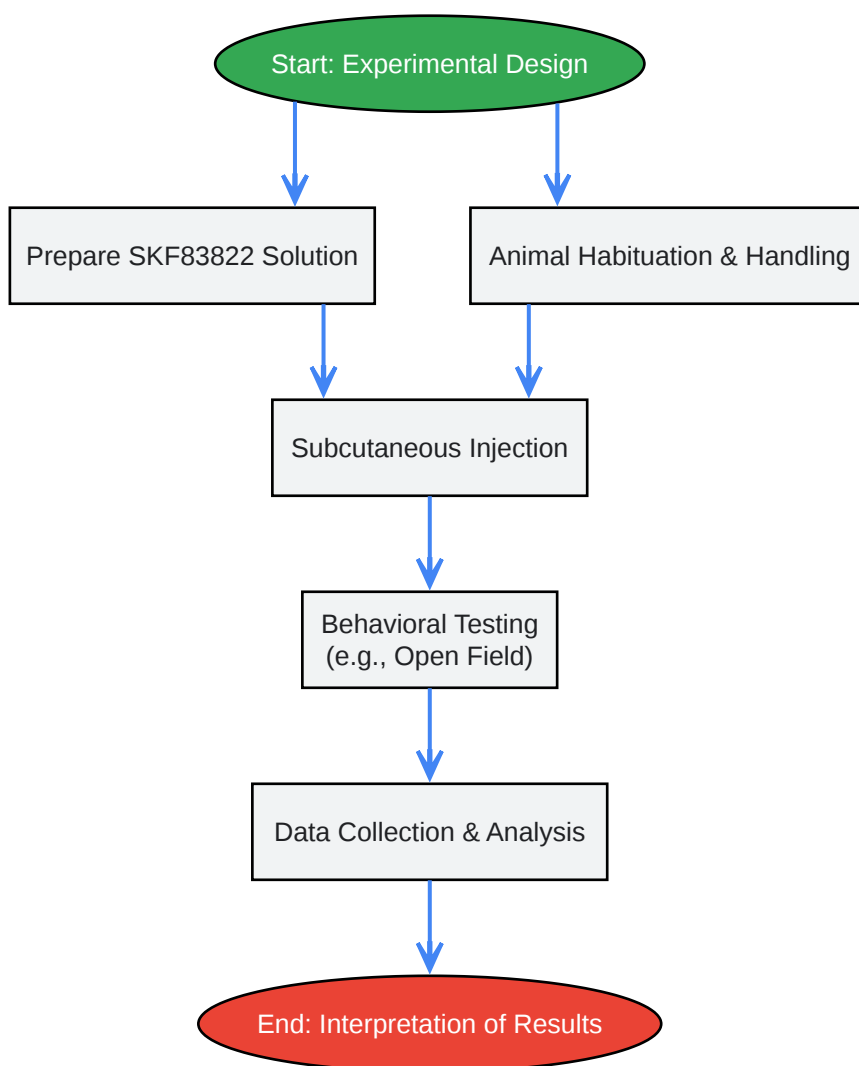 Start: Experimental Design
Prepare SKF83822 Solution
Animal Habituation & Handling
Subcutaneous Injection
Behavioral Testing
(e.g., Open Field)
Data Collection & Analysis
End: Interpretation of Results